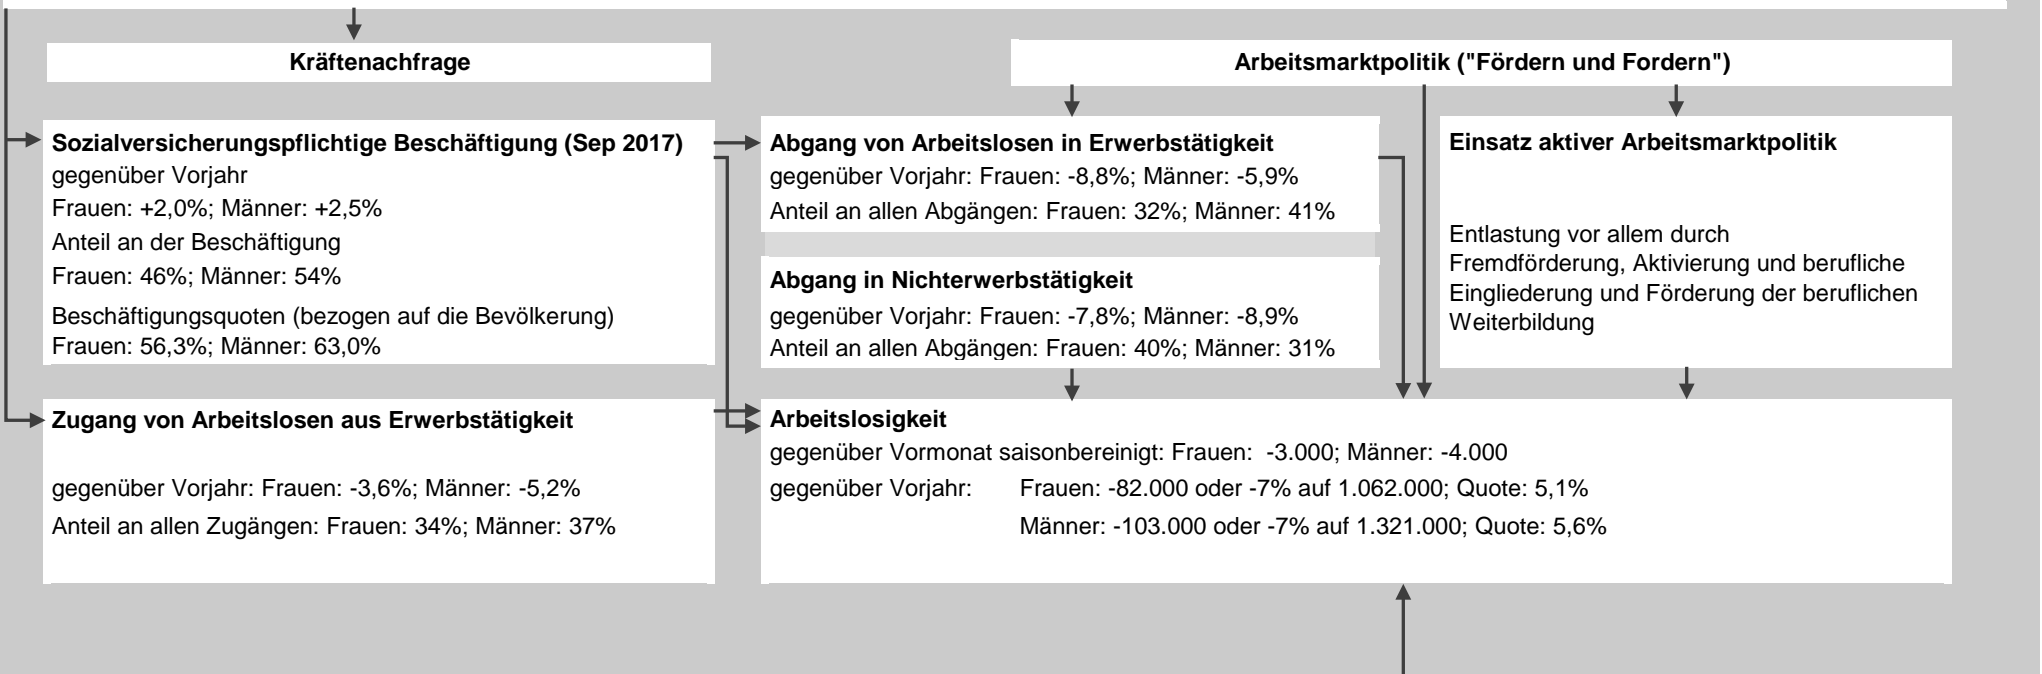 Kräftenachfrage
Arbeitsmarktpolitik ("Fördern und Fordern")
Sozialversicherungspflichtige Beschäftigung (Sep 2017)
gegenüber Vorjahr
Frauen: +2,0%; Männer: +2,5%
Anteil an der Beschäftigung
Frauen: 46%; Männer: 54%
Beschäftigungsquoten (bezogen auf die Bevölkerung)
Frauen: 56,3%; Männer: 63,0%
Abgang von Arbeitslosen in Erwerbstätigkeit
gegenüber Vorjahr: Frauen: -8,8%; Männer: -5,9%
Anteil an allen Abgängen: Frauen: 32%; Männer: 41%
Abgang in Nichterwerbstätigkeit
gegenüber Vorjahr: Frauen: -7,8%; Männer: -8,9%
Anteil an allen Abgängen: Frauen: 40%; Männer: 31%
Einsatz aktiver Arbeitsmarktpolitik
Entlastung vor allem durch
Fremdförderung, Aktivierung und berufliche
Eingliederung und Förderung der beruflichen
Weiterbildung
Zugang von Arbeitslosen aus Erwerbstätigkeit
gegenüber Vorjahr: Frauen: -3,6%; Männer: -5,2%
Anteil an allen Zugängen: Frauen: 34%; Männer: 37%
Arbeitslosigkeit
gegenüber Vormonat saisonbereinigt: Frauen: -3.000; Männer: -4.000
gegenüber Vorjahr: Frauen: -82.000 oder -7% auf 1.062.000; Quote: 5,1%
Männer: -103.000 oder -7% auf 1.321.000; Quote: 5,6%